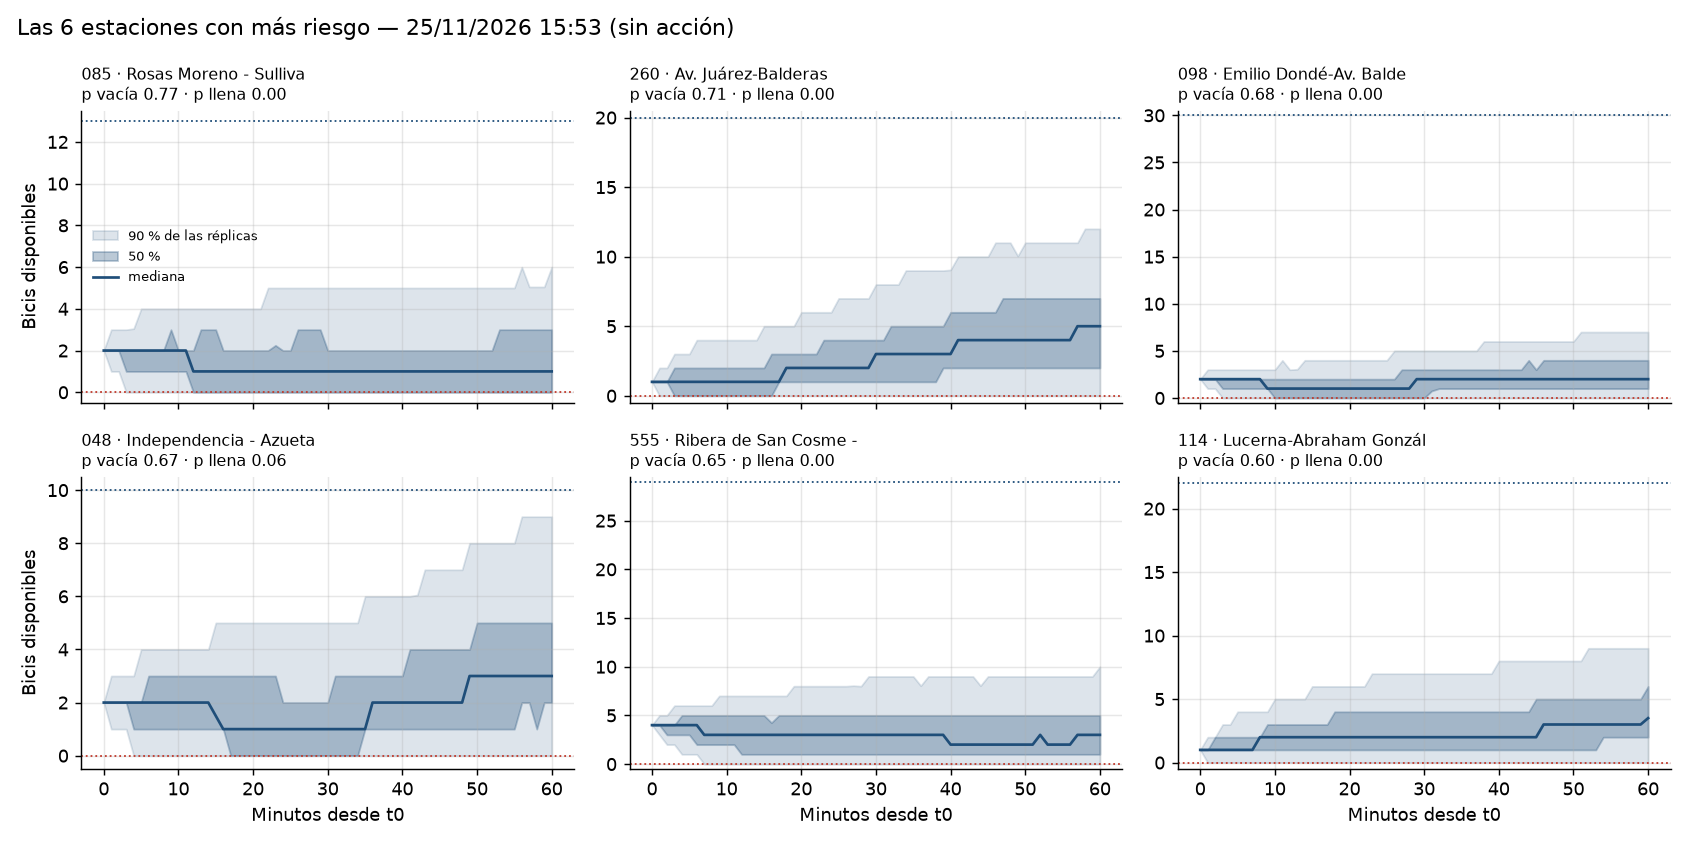 Las 6 estaciones con más riesgo — 25/11/2026 15:53 (sin acción)
085 · Rosas Moreno - Sulliva
p vacía 0.77 · p llena 0.00
Bicis disponibles
12
10
8
6
4
2
0
90 % de las réplicas
50 %
mediana
260 · Av. Juárez-Balderas
p vacía 0.71 · p llena 0.00
20
15
10
5
0
098 · Emilio Dondé-Av. Balde
p vacía 0.68 · p llena 0.00
30
25
20
15
10
5
0
048 · Independencia - Azueta
p vacía 0.67 · p llena 0.06
Bicis disponibles
10
8
6
4
2
0
0 10 20 30 40 50 60
Minutos desde t0
555 · Ribera de San Cosme -
p vacía 0.65 · p llena 0.00
25
20
15
10
5
0
0 10 20 30 40 50 60
Minutos desde t0
114 · Lucerna-Abraham Gonzál
p vacía 0.60 · p llena 0.00
20
15
10
5
0
0 10 20 30 40 50 60
Minutos desde t0